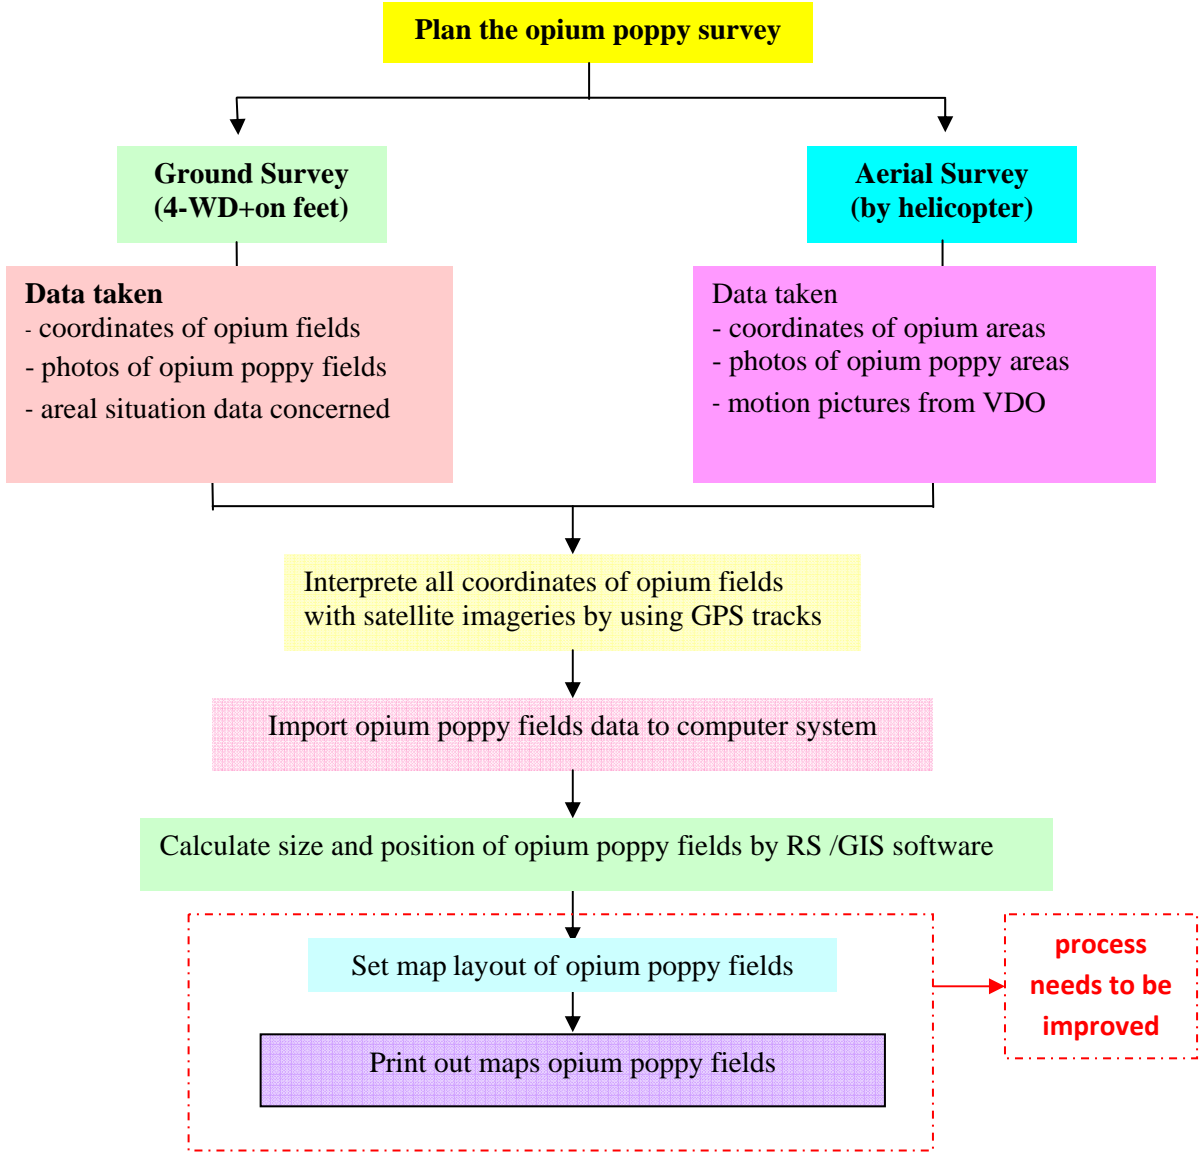 Plan the opium poppy survey
Ground Survey
(4-WD+on feet)
Aerial Survey
(by helicopter)
Data taken
- coordinates of opium fields
- photos of opium poppy fields
- areal situation data concerned
Data taken
- coordinates of opium areas
- photos of opium poppy areas
- motion pictures from VDO
Interprete all coordinates of opium fields
with satellite imageries by using GPS tracks
Import opium poppy fields data to computer system
Calculate size and position of opium poppy fields by RS /GIS software
Set map layout of opium poppy fields
Print out maps opium poppy fields
process
needs to be
improved